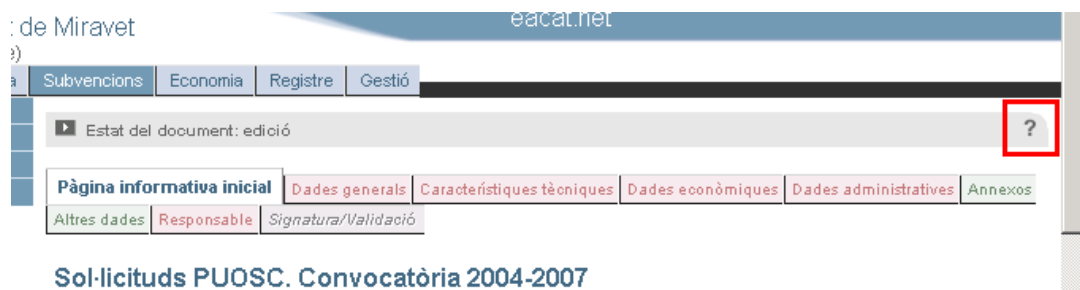 t de Miravet
eacat.net
e)
a Subvencions Economia Registre Gestió
Estat del document: edició ?
Pàgina informativa inicial Dades generals Característiques tècniques Dades econòmiques Dades administratives Annexos
Altres dades Responsable Signatura/Validació
Sol·licituds PUOSC. Convocatòria 2004-2007